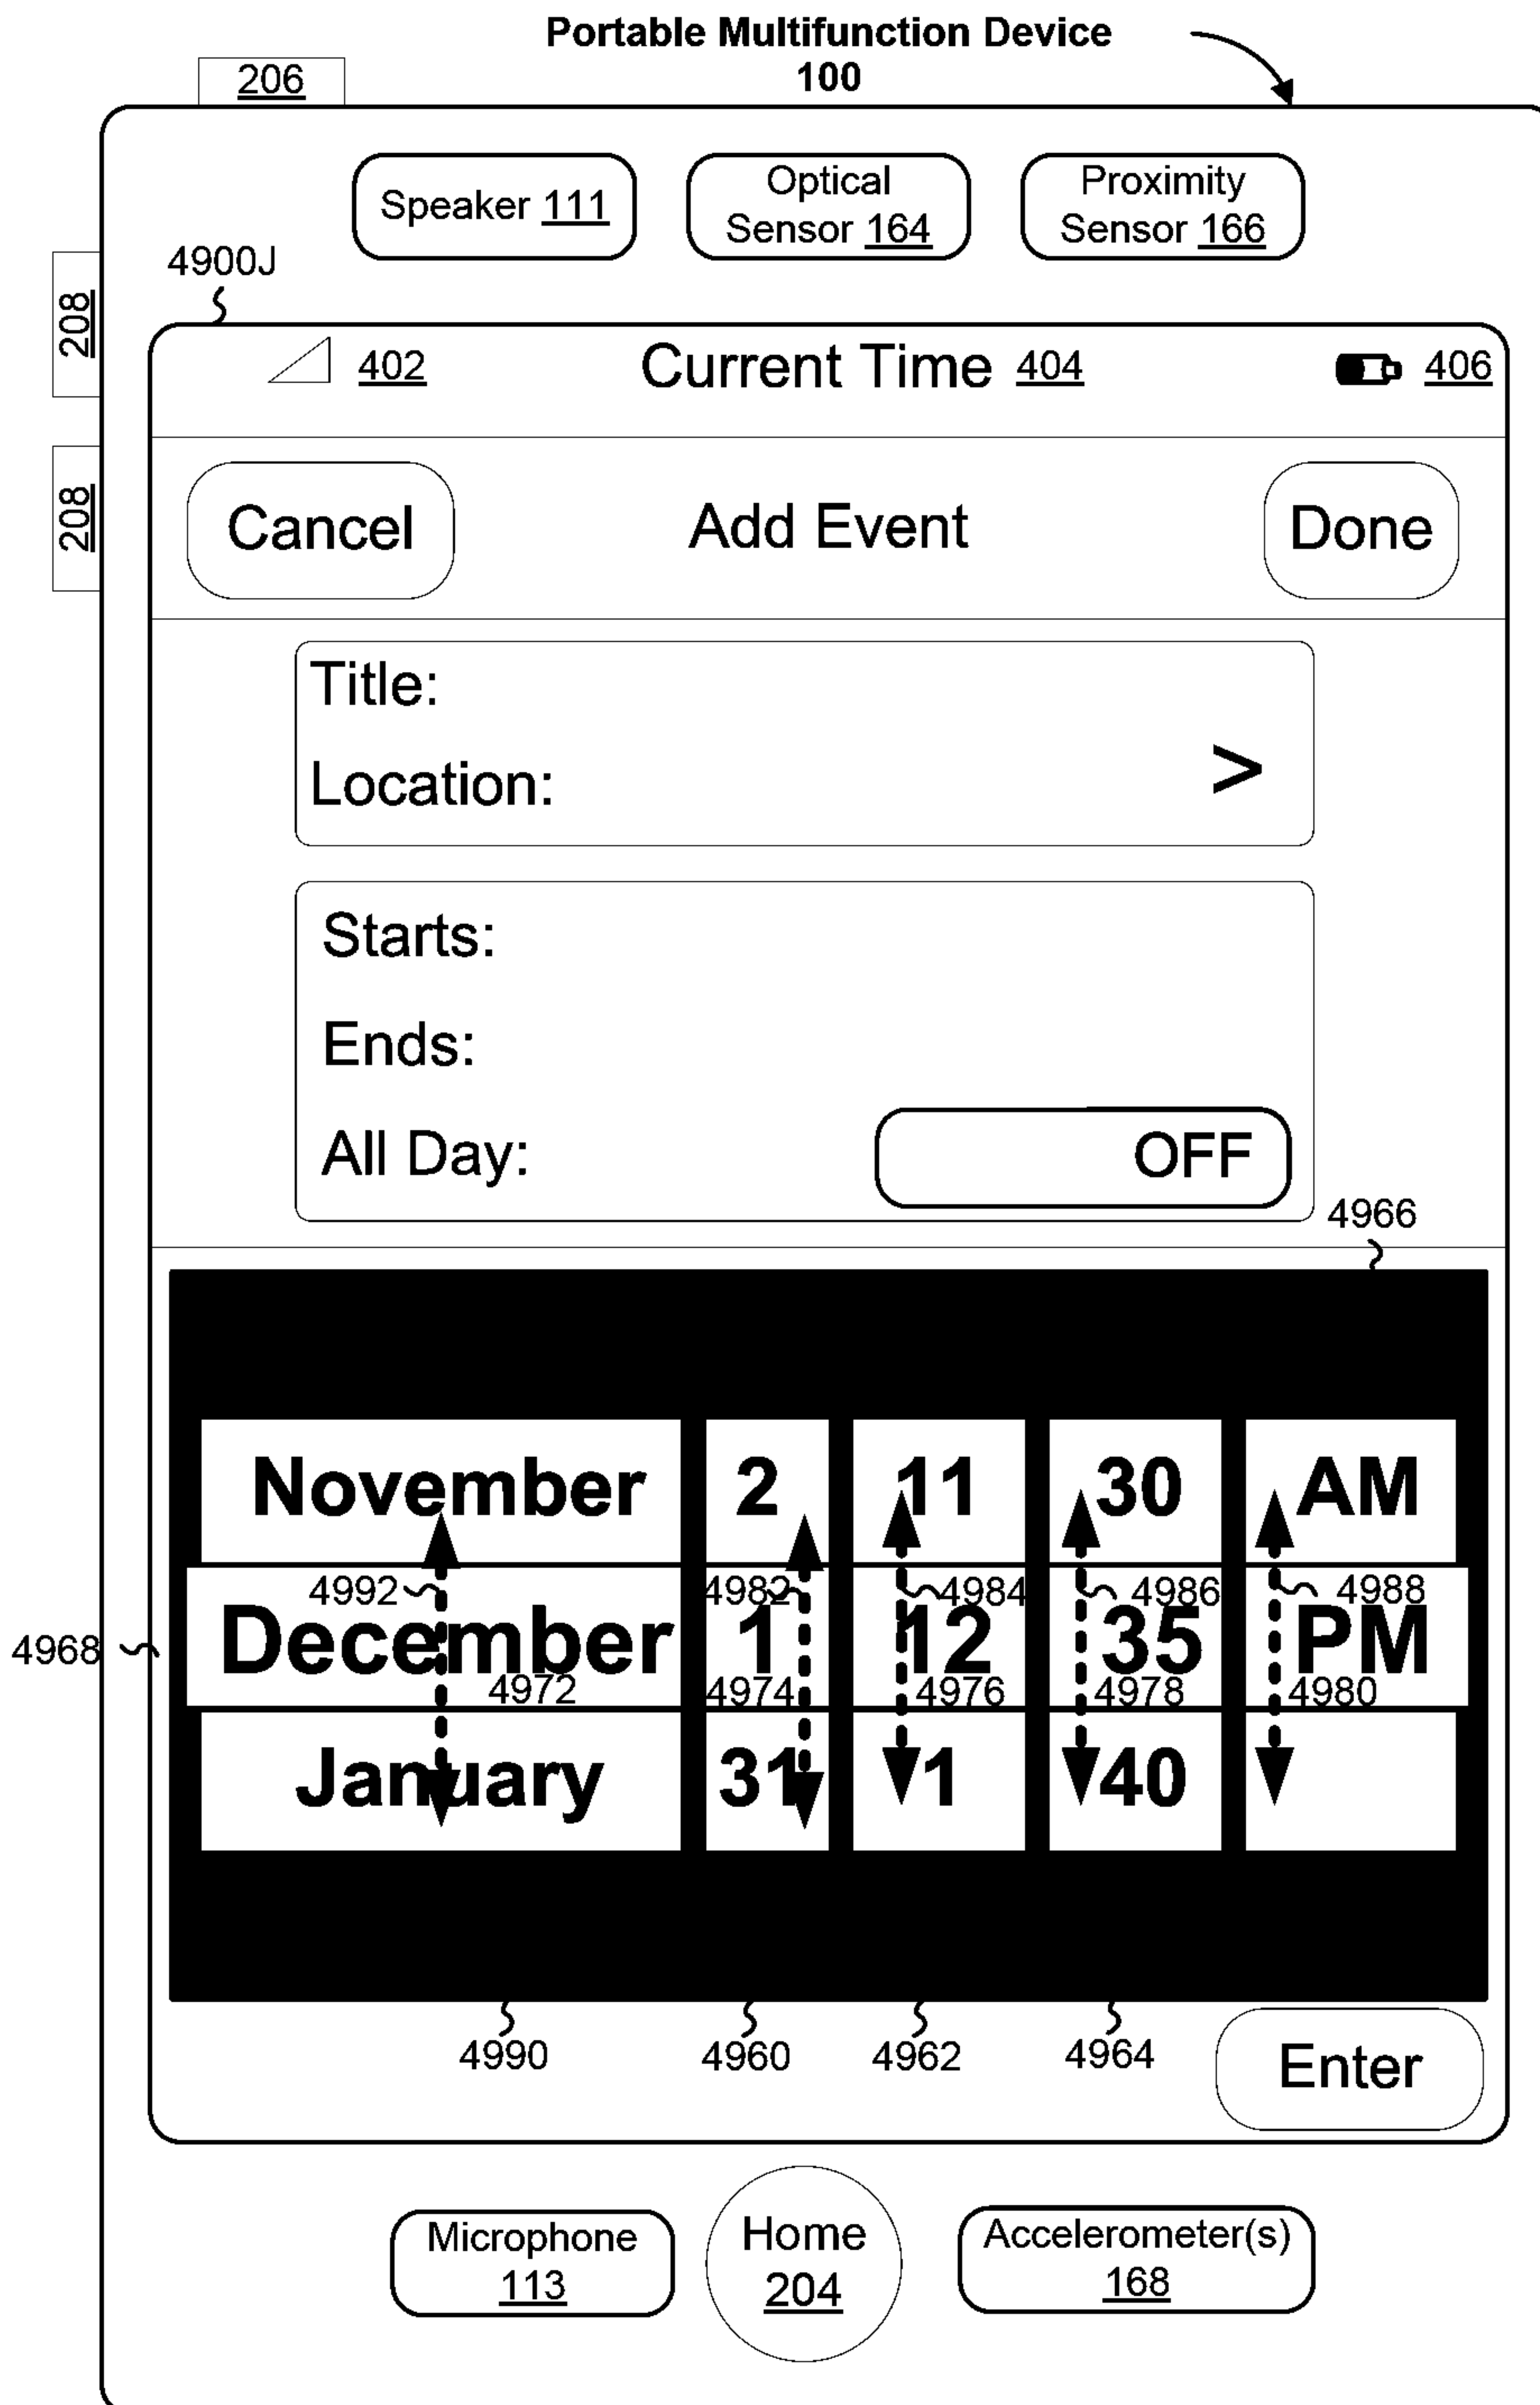 Portable Multifunction Device
100
206
Speaker 111
Optical
Sensor 164
Proximity
Sensor 166
4900J
208
402
Current Time 404
406
208
Cancel
Add Event
Done
Title:
Location:
>
Starts:
Ends:
All Day:
OFF
4966
November 2 11 30 AM
4992 4982 4984 4986 4988
December 1 12 35 PM
4968
4972 4974 4976 4978 4980
January 31 1 40
4990 4960 4962 4964
Enter
Microphone
113
Home
204
Accelerometer(s)
168